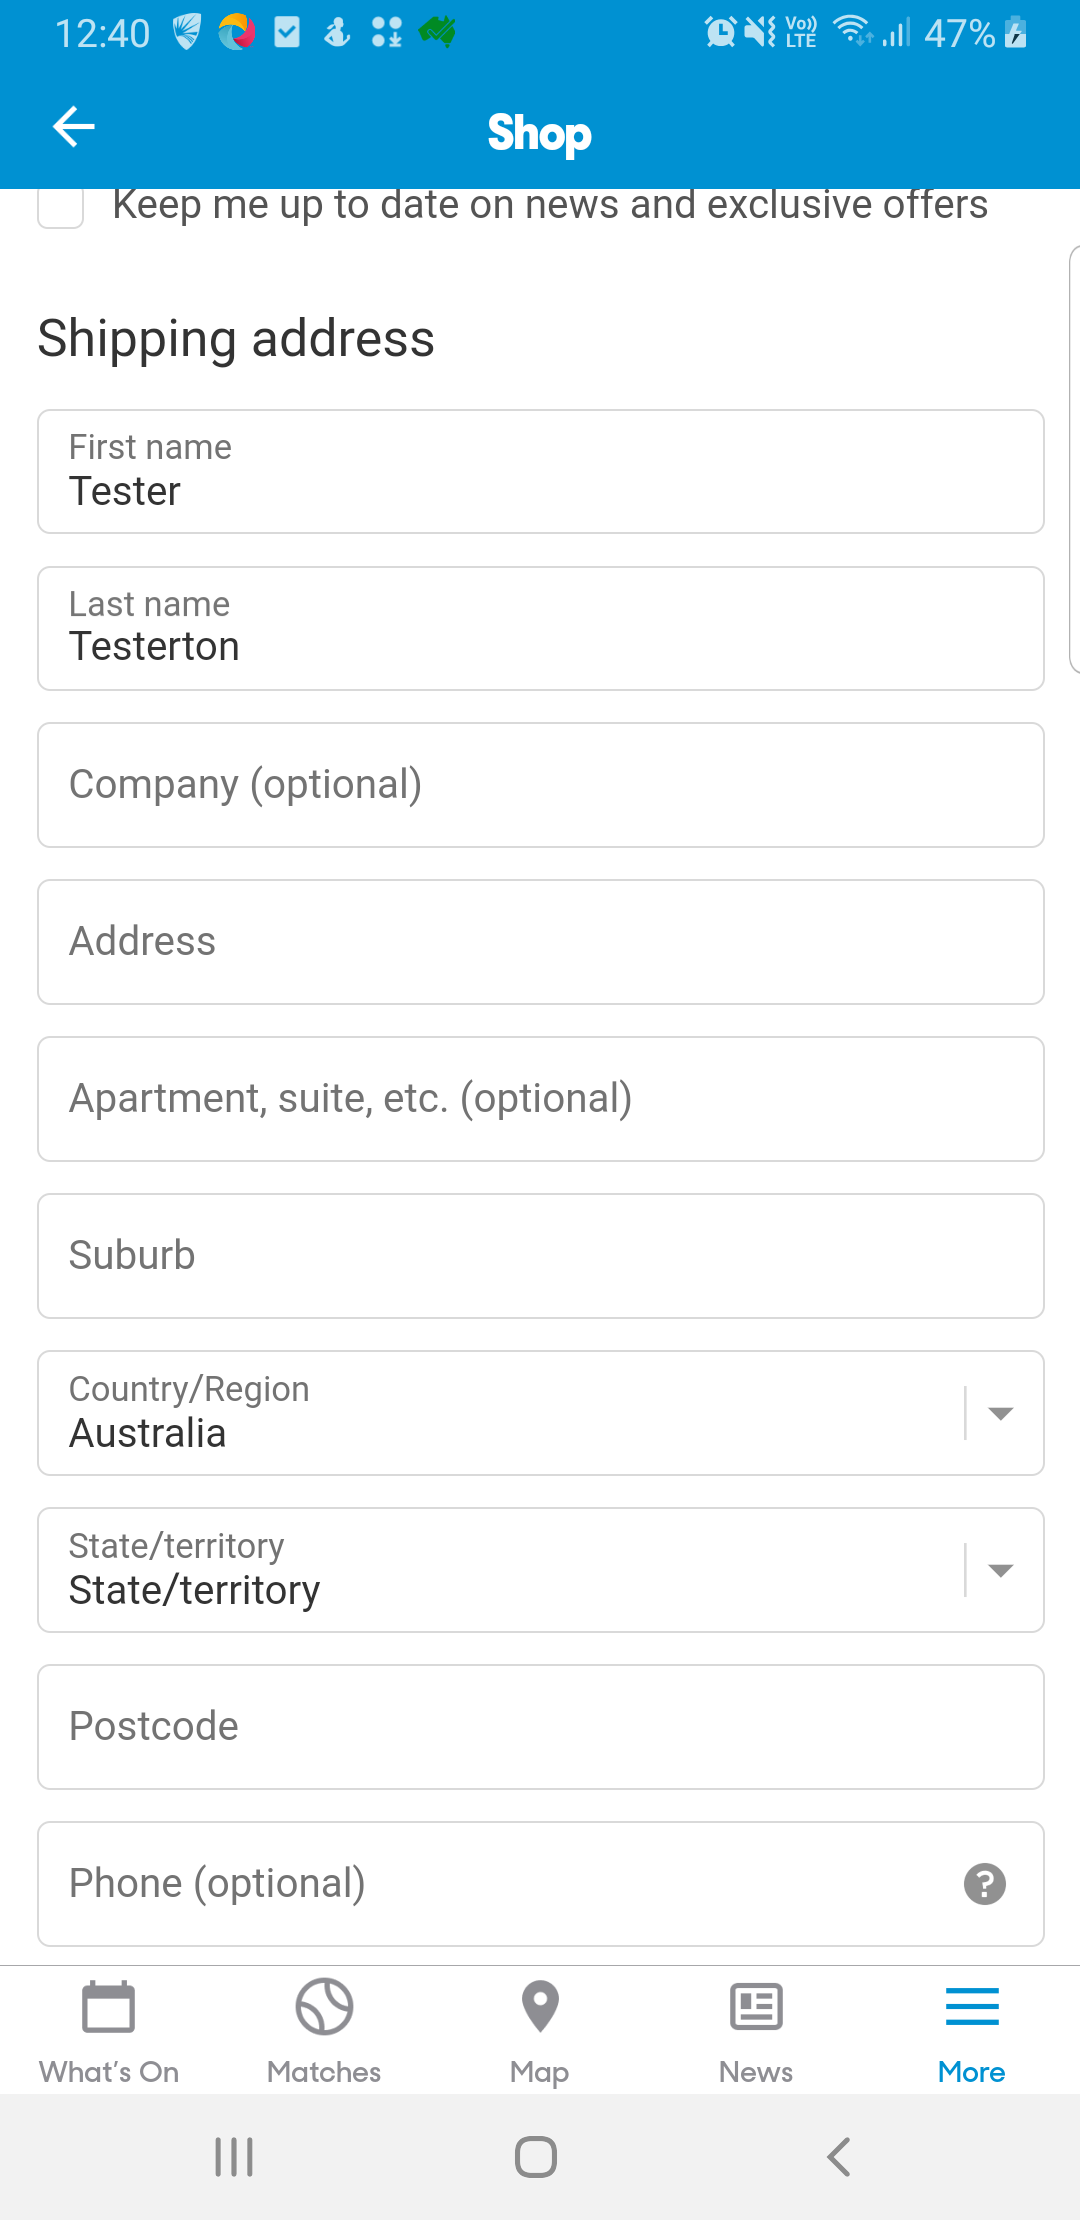 12:40
Vo))
LTE
47%
Shop
Keep me up to date on news and exclusive offers
Shipping address
First name
Tester
Last name
Testerton
Company (optional)
Address
Apartment, suite, etc. (optional)
Suburb
Country/Region
Australia
State/territory
State/territory
Postcode
Phone (optional)
?
What's On
Matches
Map
News
More